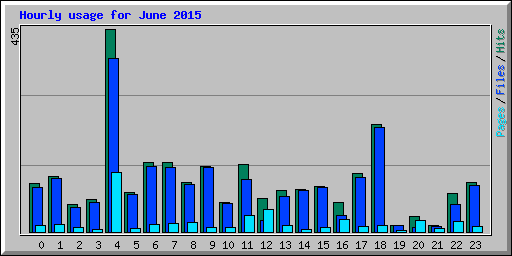 Hourly usage for June 2015
435
Pages/Files/Hits
0 1 2 3 4 5 6 7 8 9 10 11 12 13 14 15 16 17 18 19 20 21 22 23